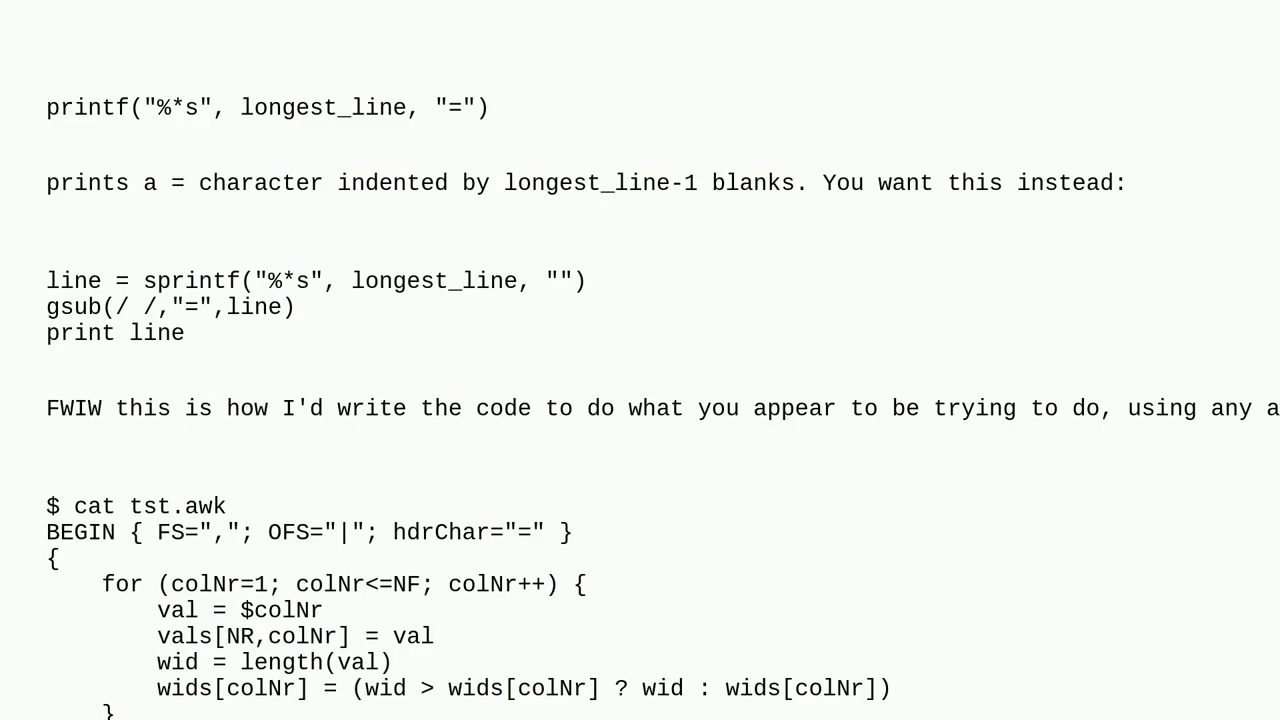 printf("%*s", longest_line, "=")
prints a = character indented by longest_line-1 blanks. You want this instead:
line = sprintf("%*s", longest_line, "")
gsub(/ /,"=",line)
print line
FWIW this is how I'd write the code to do what you appear to be trying to do, using any a
$ cat tst.awk
BEGIN { FS=","; OFS="|"; hdrChar="=" }
{
    for (colNr=1; colNr<=NF; colNr++) {
        val = $colNr
        vals[NR,colNr] = val
        wid = length(val)
        wids[colNr] = (wid > wids[colNr] ? wid : wids[colNr])
    }